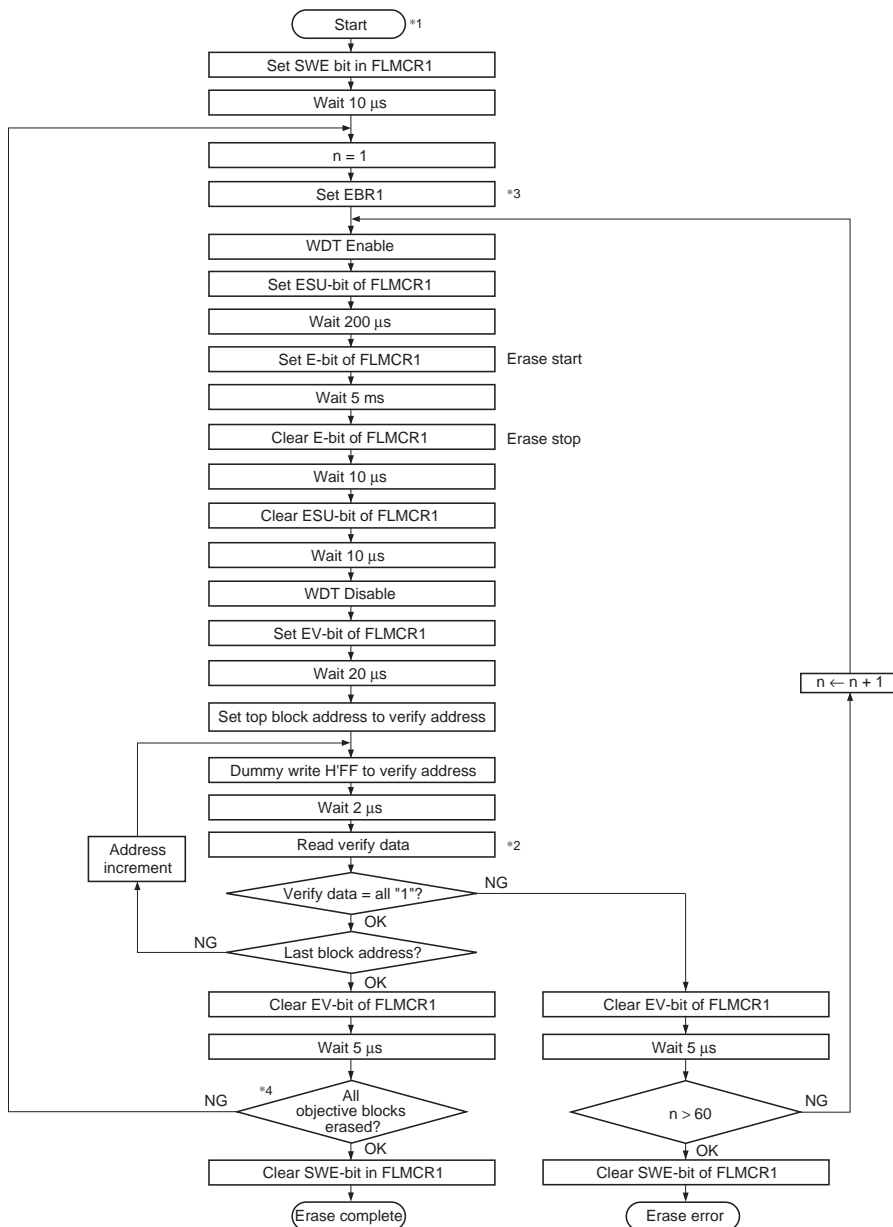 Start
*1
Set SWE bit in FLMCR1
Wait 10 μs
n = 1
Set EBR1
*3
WDT Enable
Set ESU-bit of FLMCR1
Wait 200 μs
Set E-bit of FLMCR1
Erase start
Wait 5 ms
Clear E-bit of FLMCR1
Erase stop
Wait 10 μs
Clear ESU-bit of FLMCR1
Wait 10 μs
WDT Disable
Set EV-bit of FLMCR1
Wait 20 μs
n ← n + 1
Set top block address to verify address
Dummy write H'FF to verify address
Wait 2 μs
Address
increment
Read verify data
*2
Verify data = all "1"?
NG
OK
NG
Last block address?
OK
Clear EV-bit of FLMCR1
Clear EV-bit of FLMCR1
Wait 5 μs
Wait 5 μs
NG
*4
All
objective blocks
erased?
n > 60
NG
OK
OK
Clear SWE-bit in FLMCR1
Clear SWE-bit of FLMCR1
Erase complete
Erase error